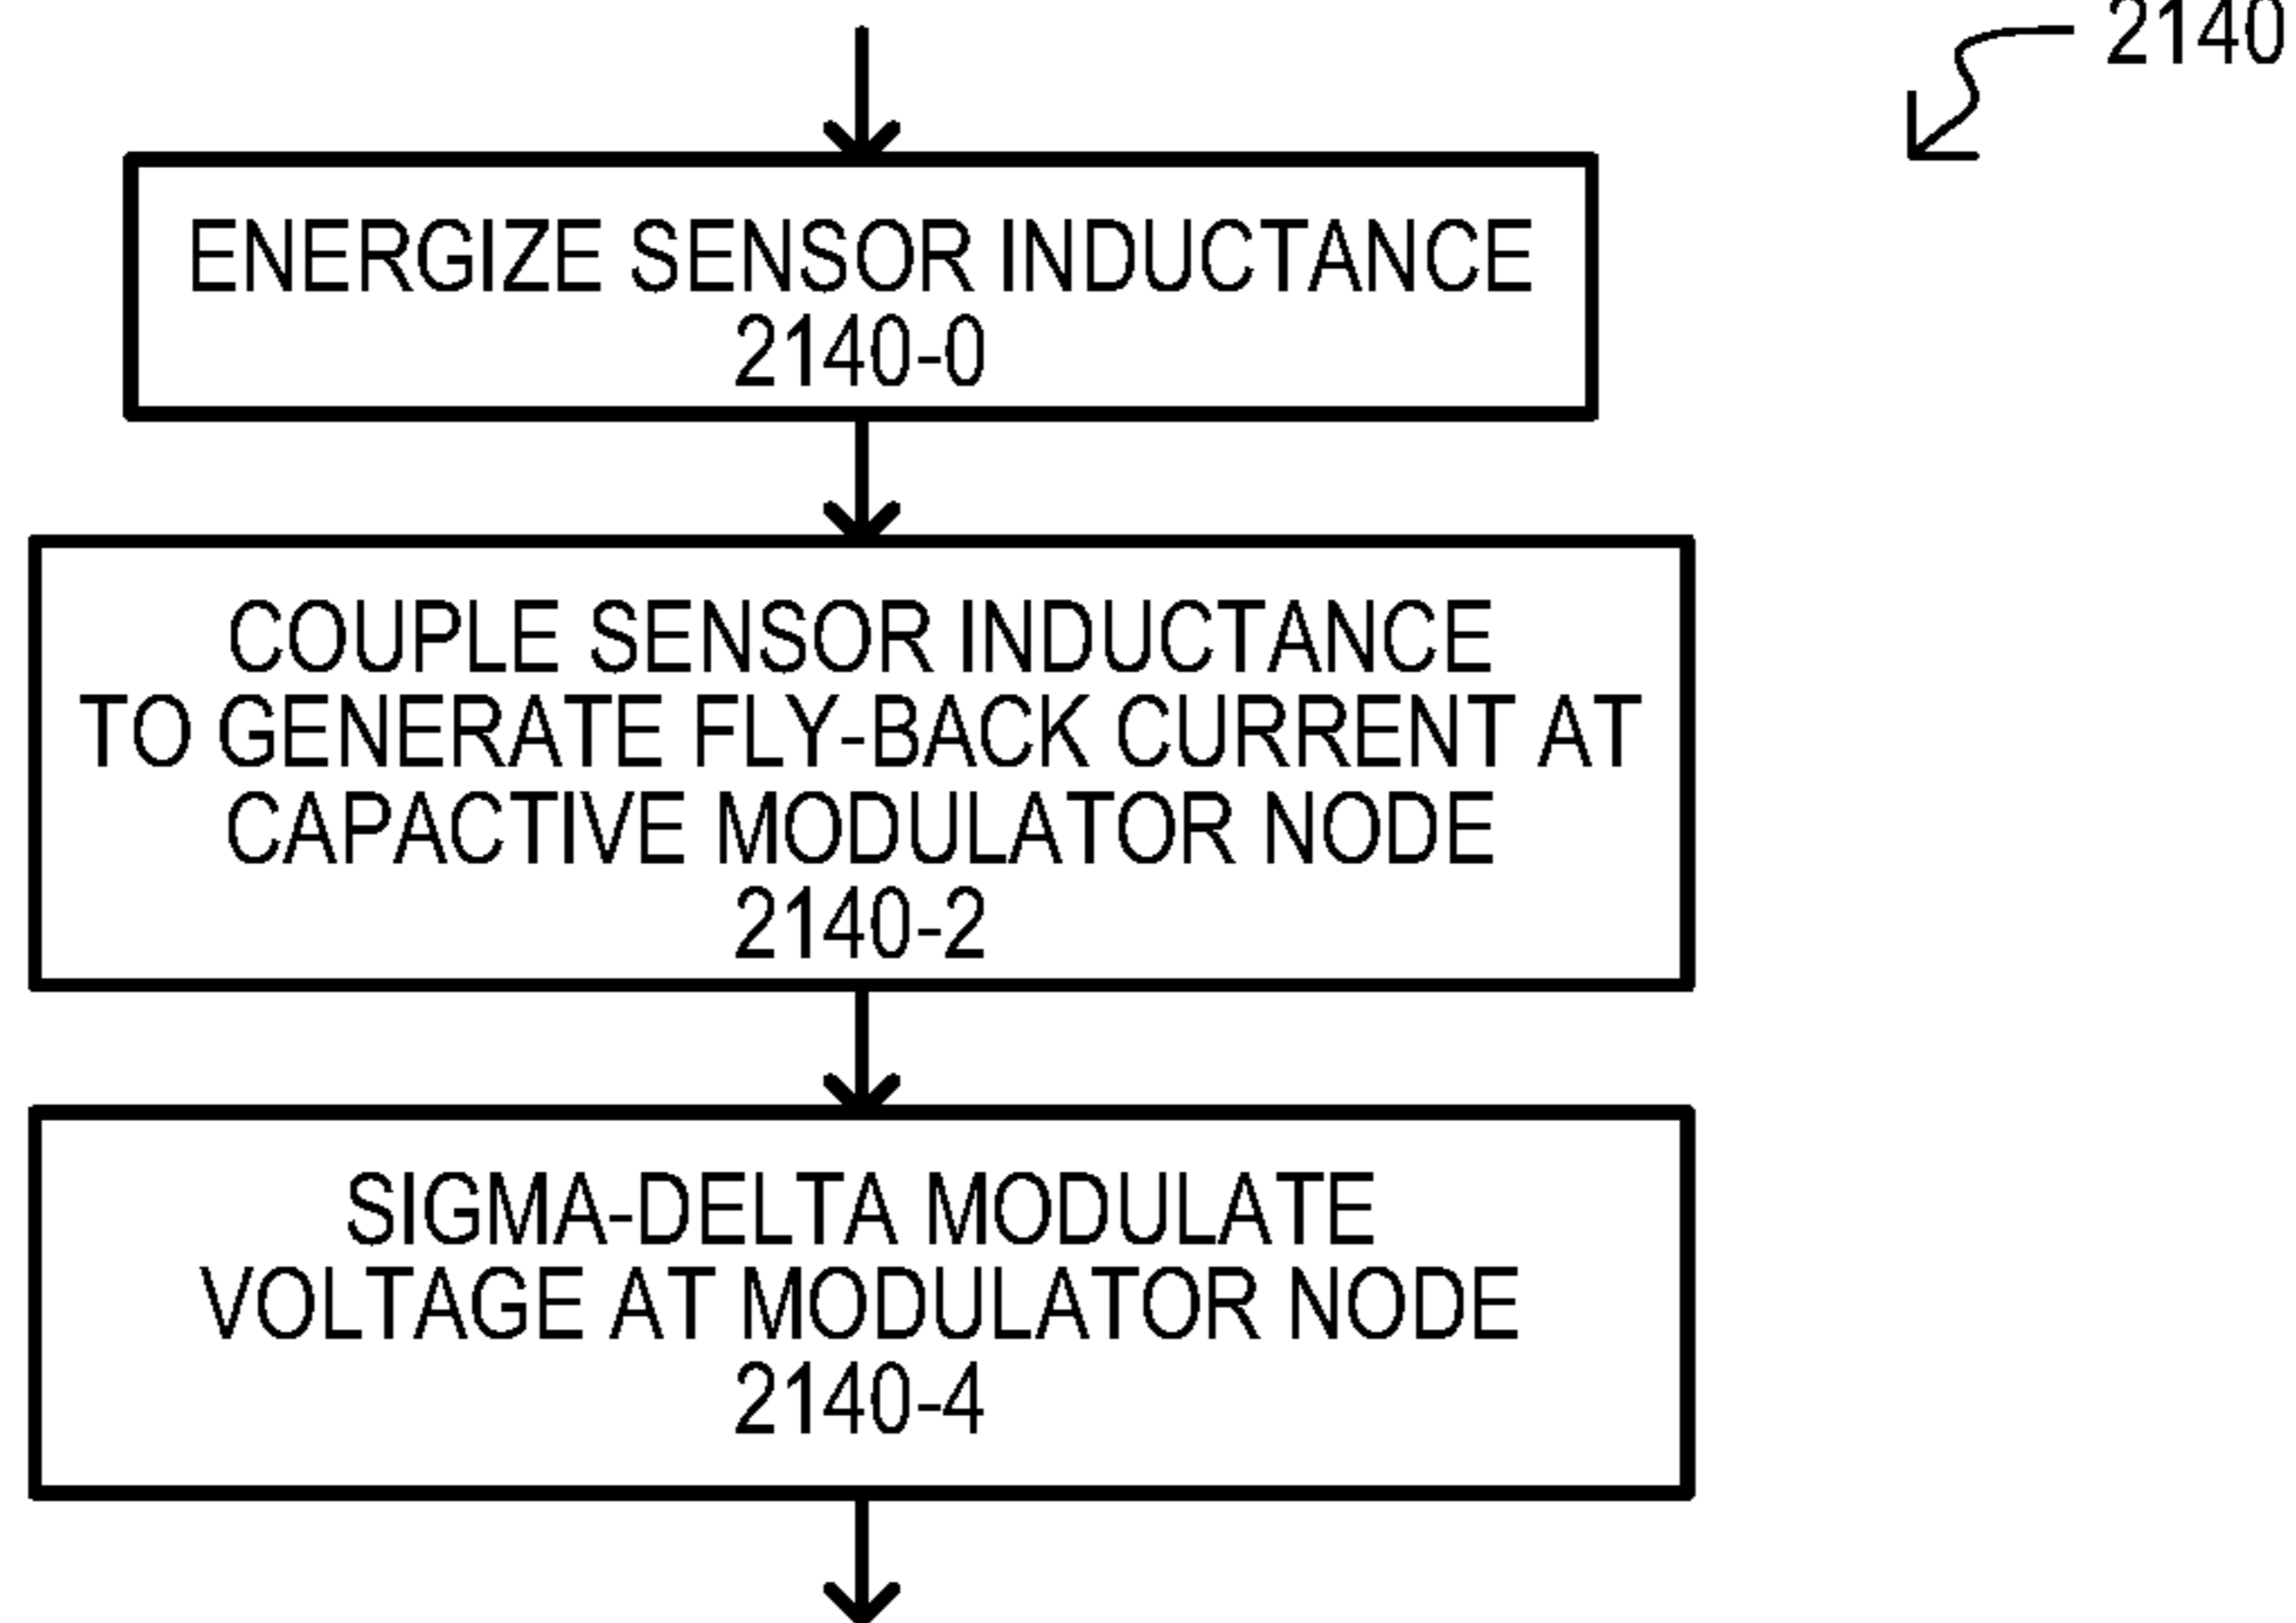 2140
ENERGIZE SENSOR INDUCTANCE
2140-0
COUPLE SENSOR INDUCTANCE
TO GENERATE FLY-BACK CURRENT AT
CAPACTIVE MODULATOR NODE
2140-2
SIGMA-DELTA MODULATE
VOLTAGE AT MODULATOR NODE
2140-4